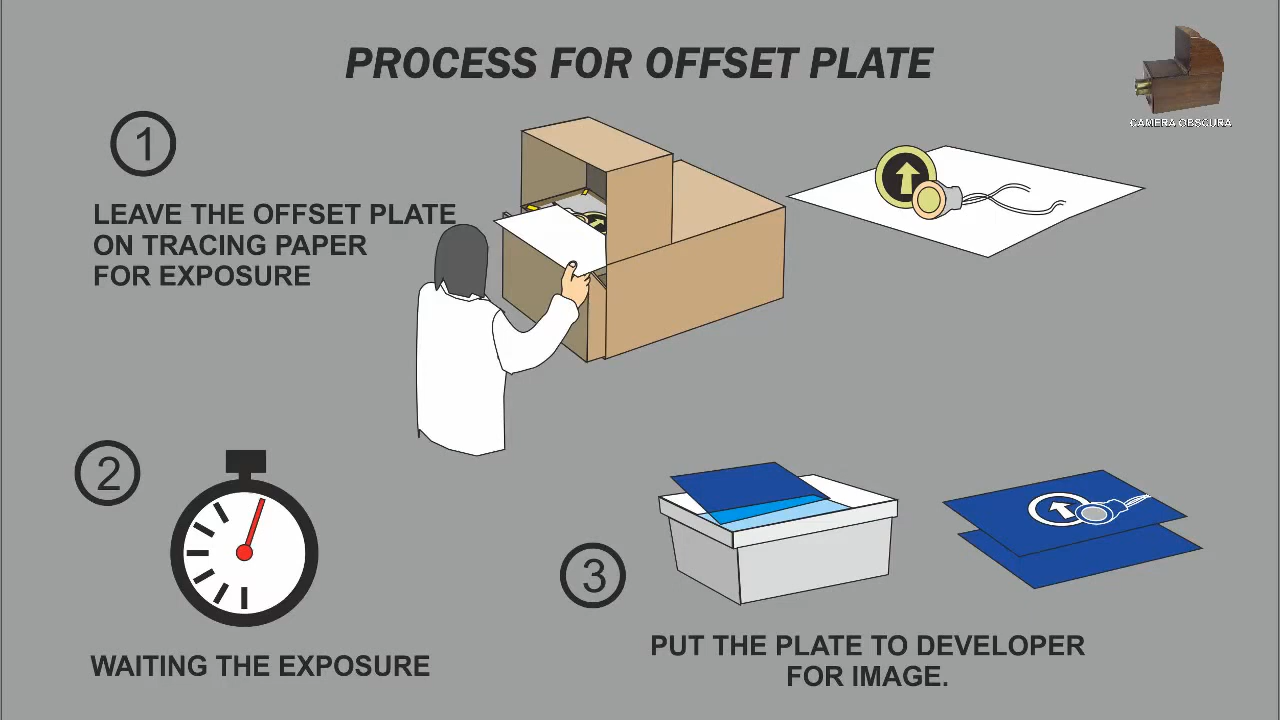 PROCESS FOR OFFSET PLATE
CAMERA OBSCURA
1
LEAVE THE OFFSET PLATE
ON TRACING PAPER
FOR EXPOSURE
2
WAITING THE EXPOSURE
3
PUT THE PLATE TO DEVELOPER
FOR IMAGE.